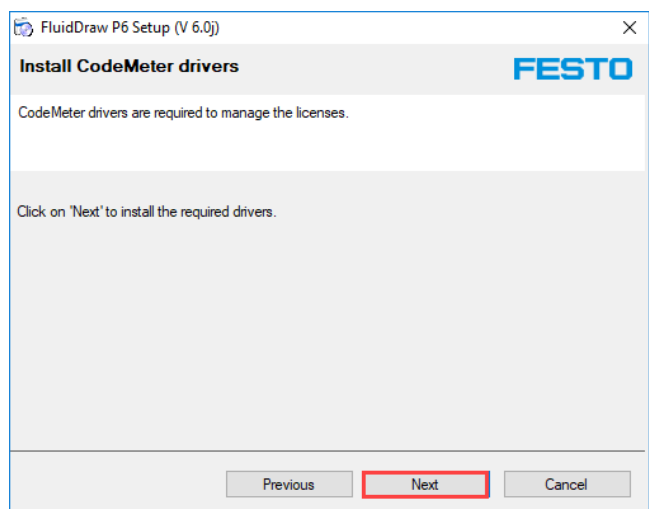 FluidDraw P6 Setup (V 6.0j)
Install CodeMeter drivers
FESTO
CodeMeter drivers are required to manage the licenses.
Click on 'Next' to install the required drivers.
Previous
Next
Cancel